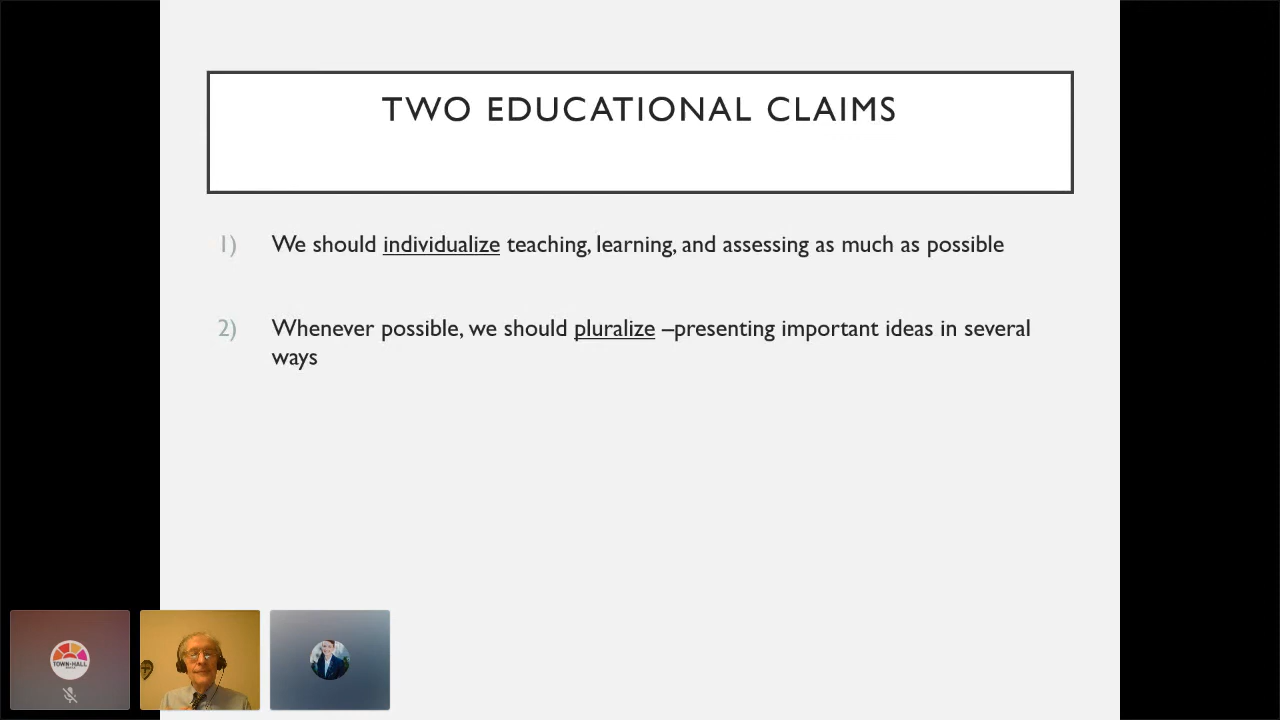 TWO EDUCATIONAL CLAIMS
1) We should individualize teaching, learning, and assessing as much as possible
2) Whenever possible, we should pluralize –presenting important ideas in several
ways
TOWN HALL